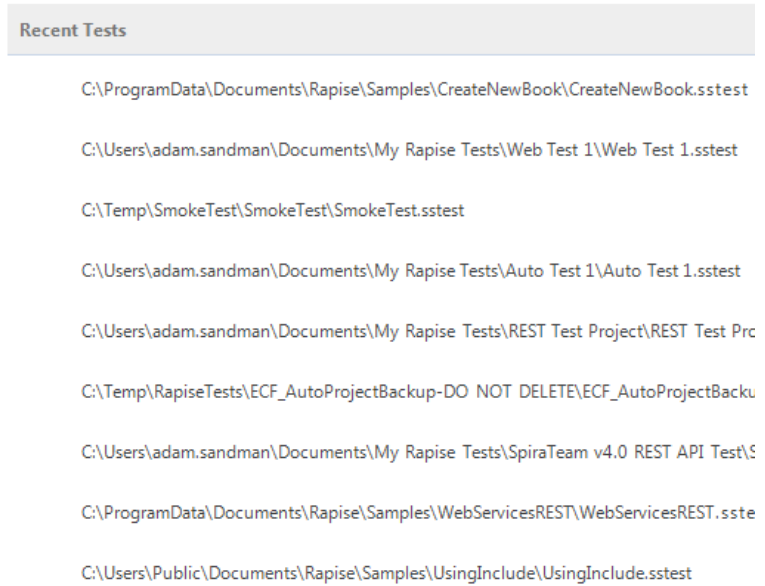 Recent Tests
C:\ProgramData\Documents\Rapise\Samples\CreateNewBook\CreateNewBook.sstest
C:\Users\adam.sandman\Documents\My Rapise Tests\Web Test 1\Web Test 1.sstest
C:\Temp\SmokeTest\SmokeTest\SmokeTest.sstest
C:\Users\adam.sandman\Documents\My Rapise Tests\Auto Test 1\Auto Test 1.sstest
C:\Users\adam.sandman\Documents\My Rapise Tests\REST Test Project\REST Test Pro
C:\Temp\RapiseTests\ECF_AutoProjectBackup-DO NOT DELETE\ECF_AutoProjectBacku
C:\Users\adam.sandman\Documents\My Rapise Tests\SpiraTeam v4.0 REST API Test\S
C:\ProgramData\Documents\Rapise\Samples\WebServicesREST\WebServicesREST.sste
C:\Users\Public\Documents\Rapise\Samples\UsingInclude\UsingInclude.sstest